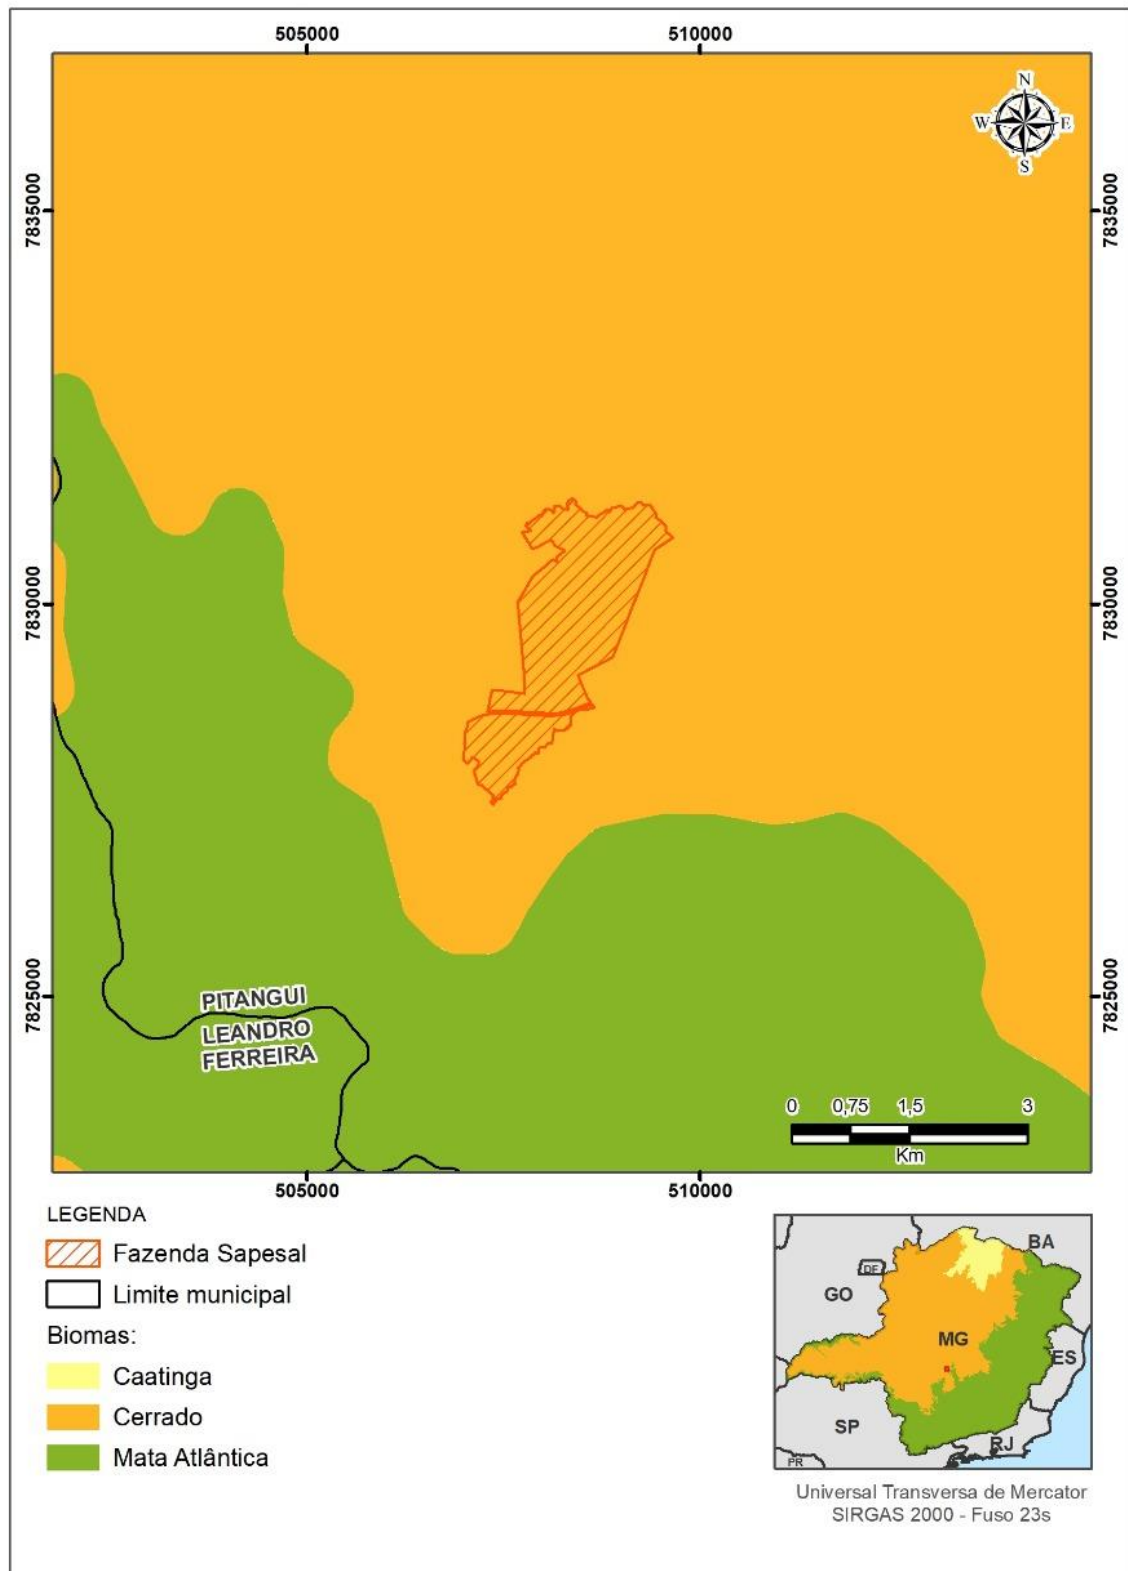 505000 510000
N
W E
S
7835000 7835000
7830000 7830000
7825000 7825000
PITANGUI
LEANDRO
FERREIRA
0 0,75 1,5 3
Km
505000 510000
LEGENDA
Fazenda Sapesal
Limite municipal
Biomas:
Caatinga
Cerrado
Mata Atlântica
BA
DF
GO
MG
ES
SP
RJ
PR
Universal Transversa de Mercator
SIRGAS 2000 - Fuso 23s